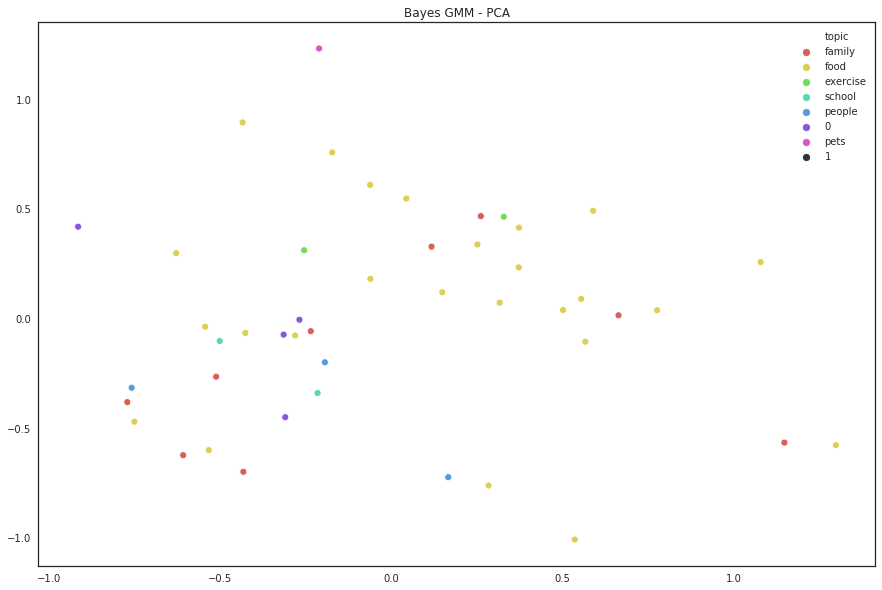 Bayes GMM - PCA
topic
family
food
exercise
school
people
0
pets
1
1.0
0.5
0.0
−0.5
−1.0
−1.0 −0.5 0.0 0.5 1.0